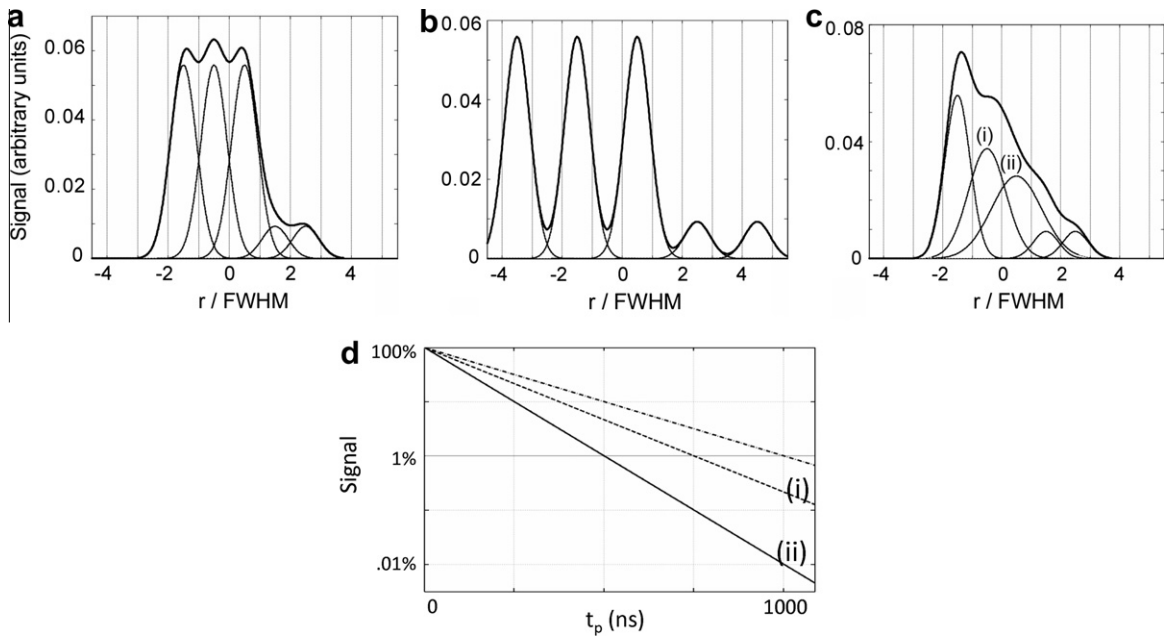 a
Signal (arbitrary units)
0.06
0.04
0.02
0
-4 -2 0 2 4
r / FWHM
b
0.06
0.04
0.02
0
-4 -2 0 2 4
r / FWHM
c
0.08
0.04
0
(i)
(ii)
-4 -2 0 2 4
r / FWHM
d
Signal
100%
1%
.01%
(i)
(ii)
0 1000
tp (ns)